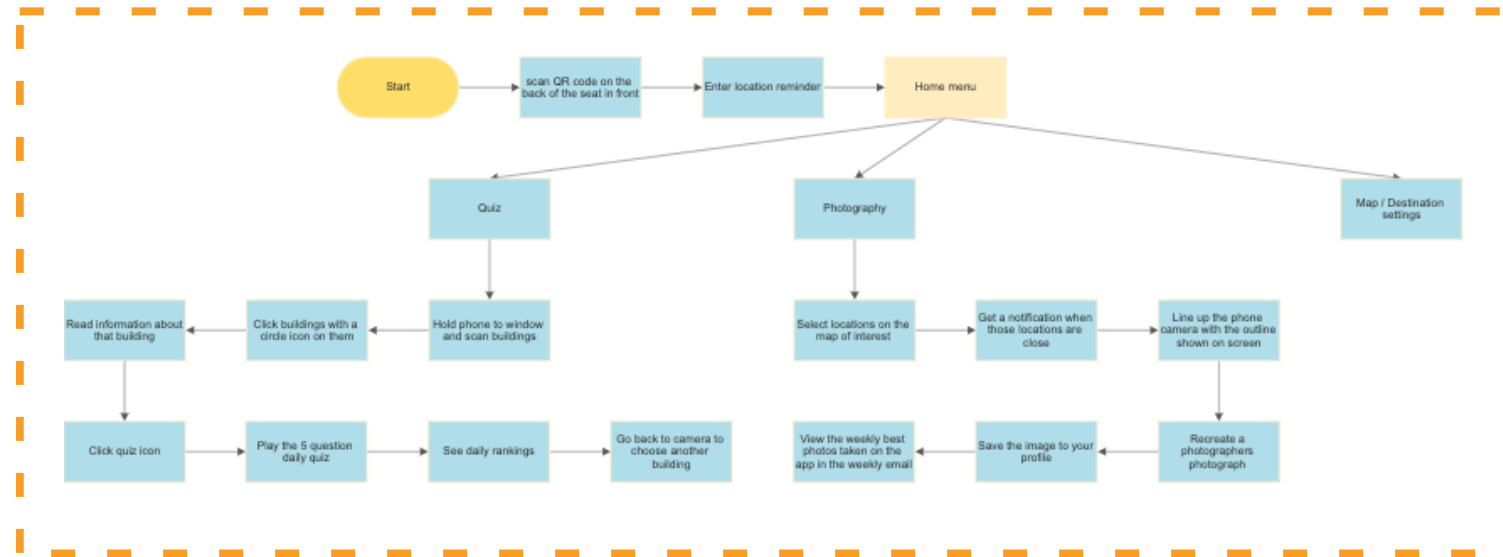 Start
scan QR code on the
back of the seat in front
Enter location reminder
Home menu
Quiz
Photography
Map / Destination
settings
Read information about
that building
Click buildings with a
circle icon on them
Hold phone to window
and scan buildings
Select locations on the
map of interest
Get a notification when
those locations are
close
Line up the phone
camera with the outline
shown on screen
Click quiz icon
Play the 5 question
daily quiz
See daily rankings
Go back to camera to
choose another
building
View the weekly best
photos taken on the
app in the weekly email
Save the image to your
profile
Recreate a
photographers
photograph